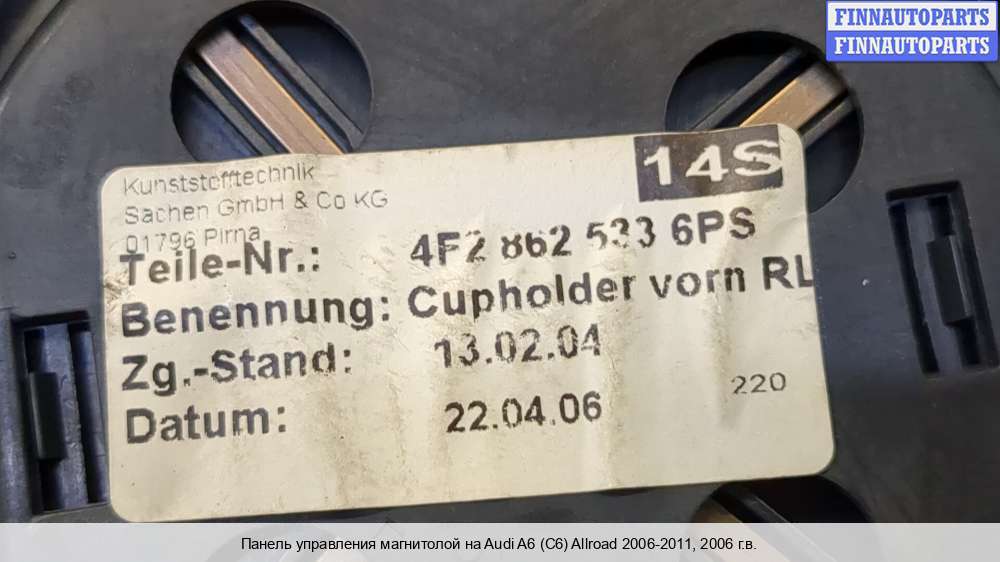 FINNAUTOPARTS
FINNAUTOPARTS
14S
Kunststofftechnik
Sachen GmbH & Co KG
01796 Pirna
Teile-Nr.: 4F2 862 533 6PS
Benennung: Cupholder vorn RL
Zg.-Stand: 13.02.04
Datum: 22.04.06
220
Панель управления магнитолой на Audi A6 (C6) Allroad 2006-2011, 2006 г.в.